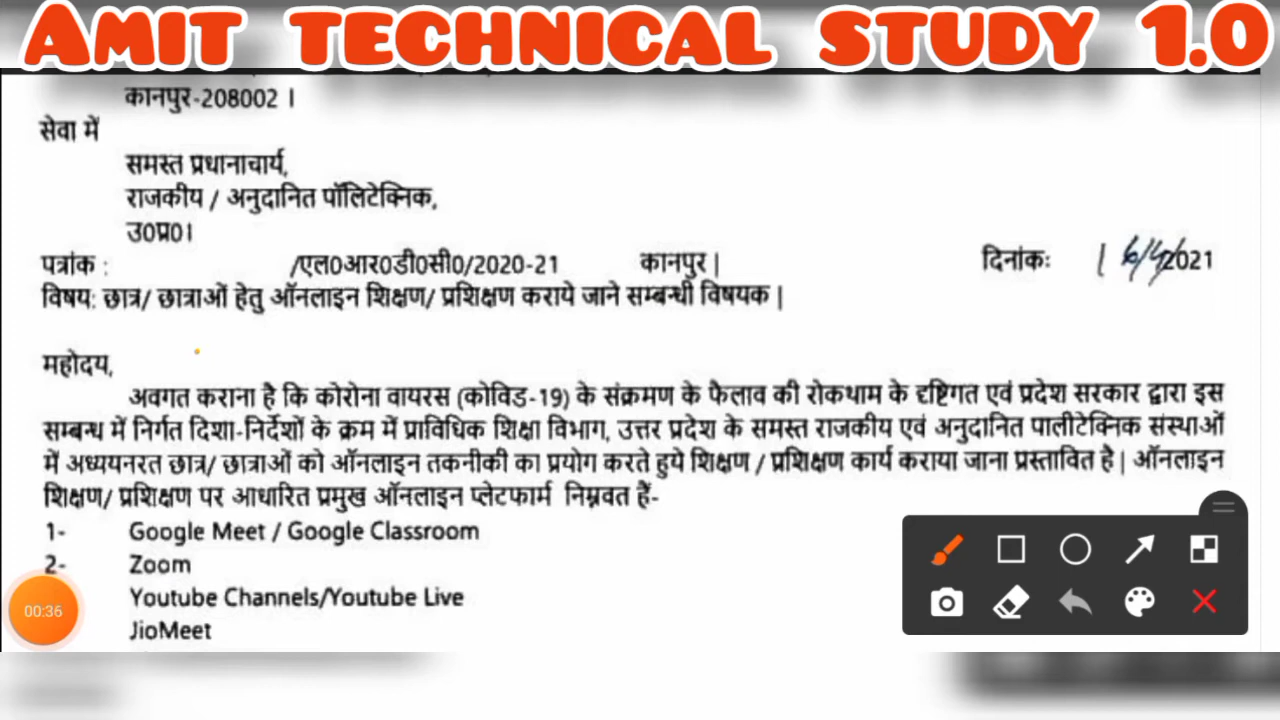 AMIT TECHNICAL STUDY 1.0
कानपुर-208002 ।
सेवा में
समस्त प्रधानाचार्य,
राजकीय / अनुदानित पॉलिटेक्निक,
उ0प्र0।
पत्रांक : /एल0आर0डी0सी0/2020-21 कानपुर| दिनांकः 16/4/2021
विषय: छात्र/ छात्राओं हेतु ऑनलाइन शिक्षण/ प्रशिक्षण कराये जाने सम्बन्धी विषयक |
महोदय,
अवगत कराना है कि कोरोना वायरस (कोविड-19) के संक्रमण के फैलाव की रोकथाम के दृष्टिगत एवं प्रदेश सरकार द्वारा इस
सम्बन्ध में निर्गत दिशा-निर्देशों के क्रम में प्राविधिक शिक्षा विभाग, उत्तर प्रदेश के समस्त राजकीय एवं अनुदानित पालीटेक्निक संस्थाओं
में अध्ययनरत छात्र/ छात्राओं को ऑनलाइन तकनीकी का प्रयोग करते हुये शिक्षण / प्रशिक्षण कार्य कराया जाना प्रस्तावित है | ऑनलाइन
शिक्षण/ प्रशिक्षण पर आधारित प्रमुख ऑनलाइन प्लेटफार्म निम्नवत हैं-
1- Google Meet / Google Classroom
2- Zoom
Youtube Channels/Youtube Live
00:36
JioMeet